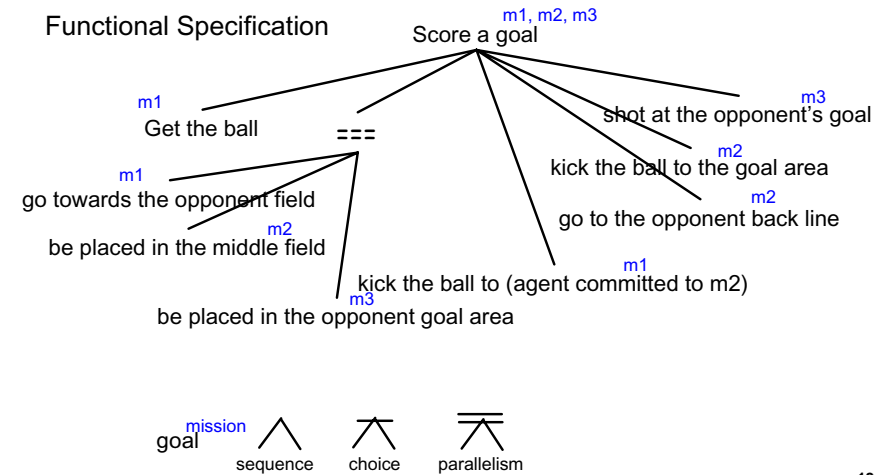 Functional Specification
m1, m2, m3
Score a goal
m1
Get the ball
m3
shot at the opponent's goal
m2
kick the ball to the goal area
m1
go towards the opponent field
m2
go to the opponent back line
m2
be placed in the middle field
m1
kick the ball to (agent committed to m2)
m3
be placed in the opponent goal area
goal mission
sequence choice parallelism